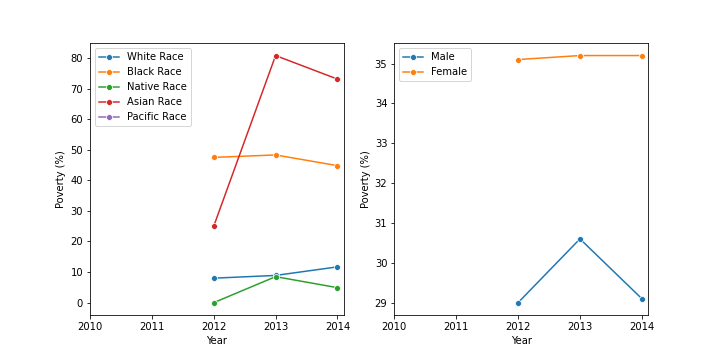 White Race
Black Race
Native Race
Asian Race
Pacific Race
80
70
60
50
40
30
20
10
0
Poverty (%)
2010 2011 2012 2013 2014
Year
Male
Female
35
34
33
32
31
30
29
Poverty (%)
2010 2011 2012 2013 2014
Year